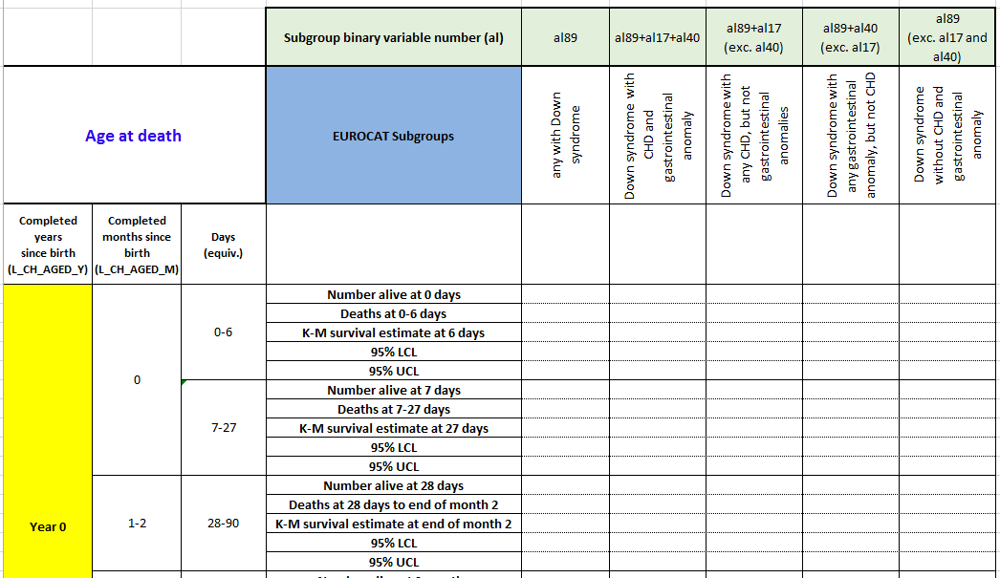 Subgroup binary variable number (al)
al89
al89+al17+al40
al89+al17
(exc. al40)
al89+al40
(exc. al17)
al89
(exc. al17 and
al40)
Age at death
EUROCAT Subgroups
any with Down
syndrome
Down syndrome with
CHD and
gastrointestinal
anomaly
Down syndrome with
any CHD, but not
gastrointestinal
anomalies
Down syndrome with
any gastrointestinal
anomaly, but not CHD
Down syndrome
without CHD and
gastrointestinal
anomaly
Completed
years
since birth
(L_CH_AGED_Y)
Completed
months since
birth
(L_CH_AGED_M)
Days
(equiv.)
Year 0
0
0-6
Number alive at 0 days
Deaths at 0-6 days
K-M survival estimate at 6 days
95% LCL
95% UCL
7-27
Number alive at 7 days
Deaths at 7-27 days
K-M survival estimate at 27 days
95% LCL
95% UCL
1-2
28-90
Number alive at 28 days
Deaths at 28 days to end of month 2
K-M survival estimate at end of month 2
95% LCL
95% UCL